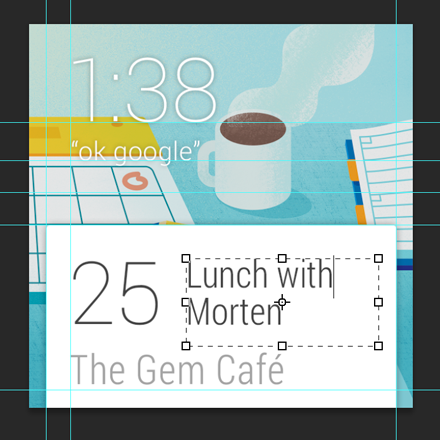 1:38
“ok google”
25
Lunch with
Morten
The Gem Café